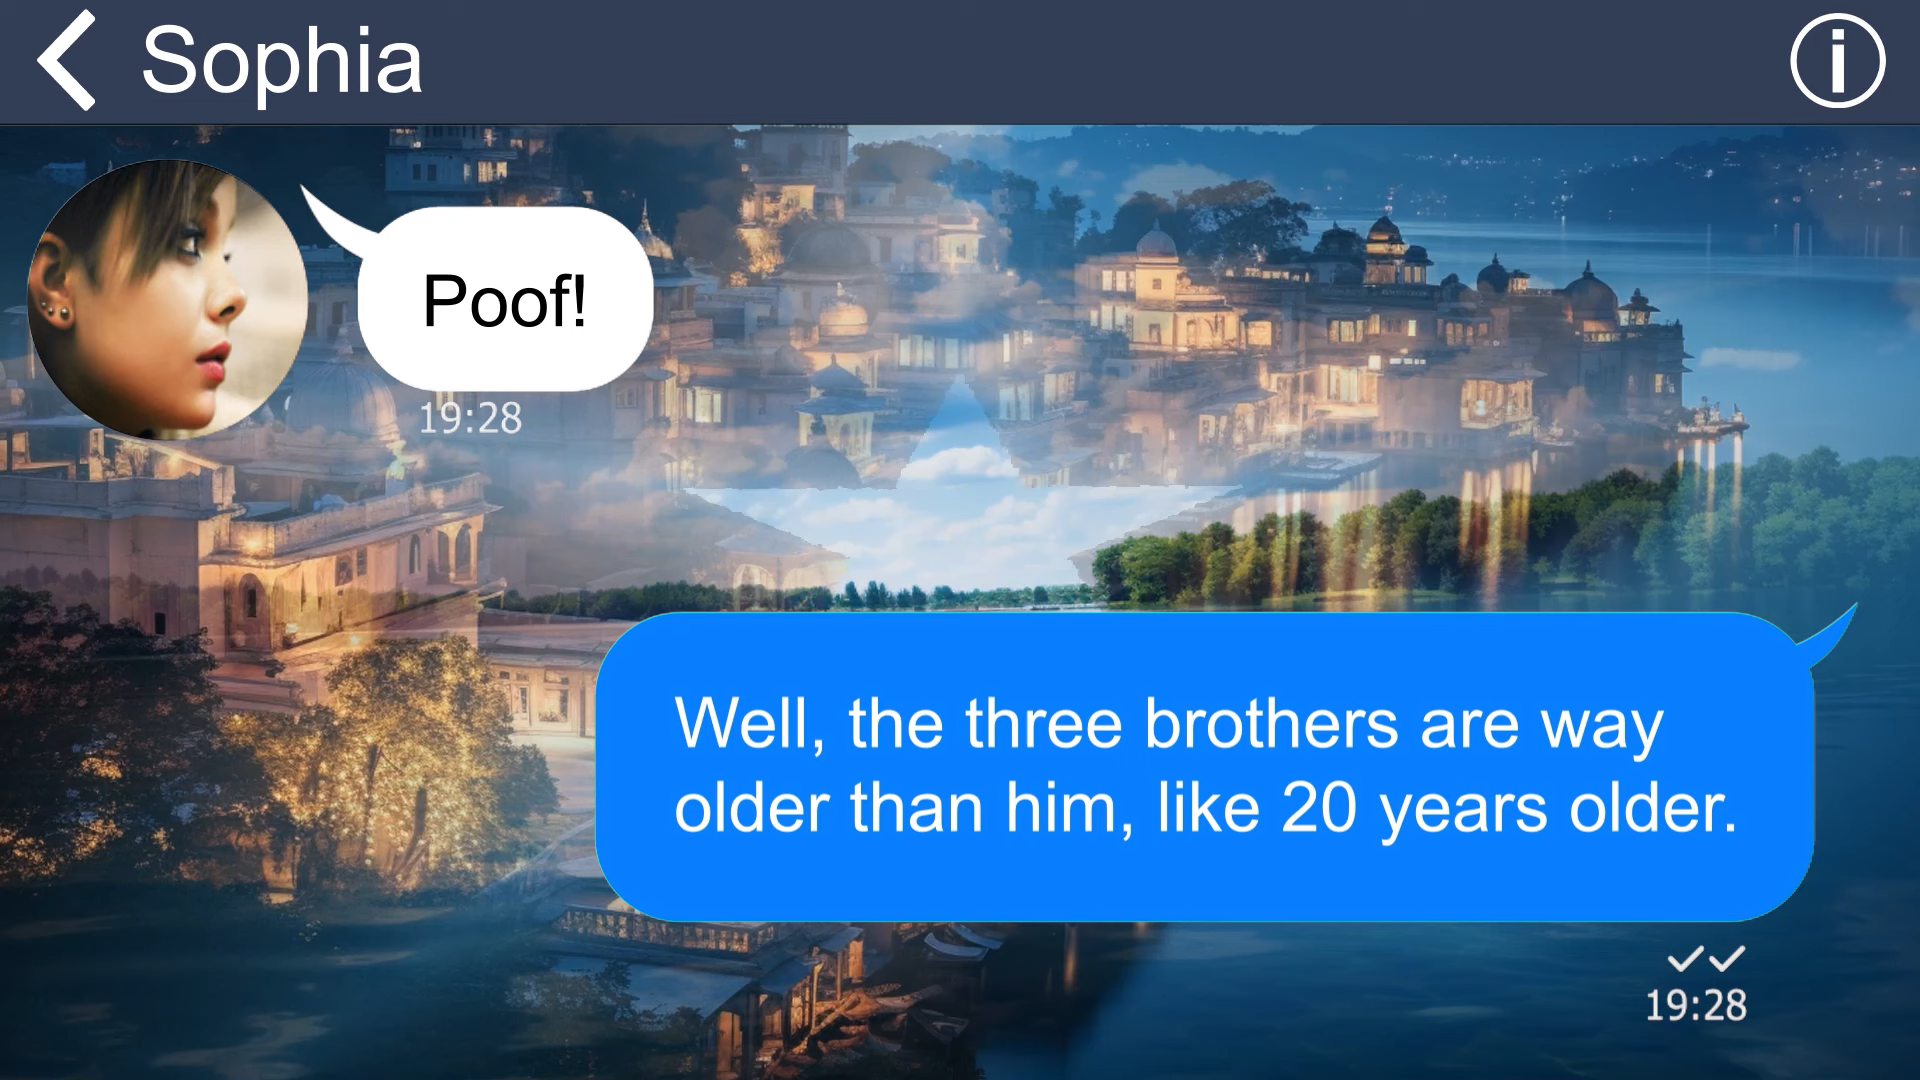 Sophia
Poof!
19:28
Well, the three brothers are way
older than him, like 20 years older.
19:28